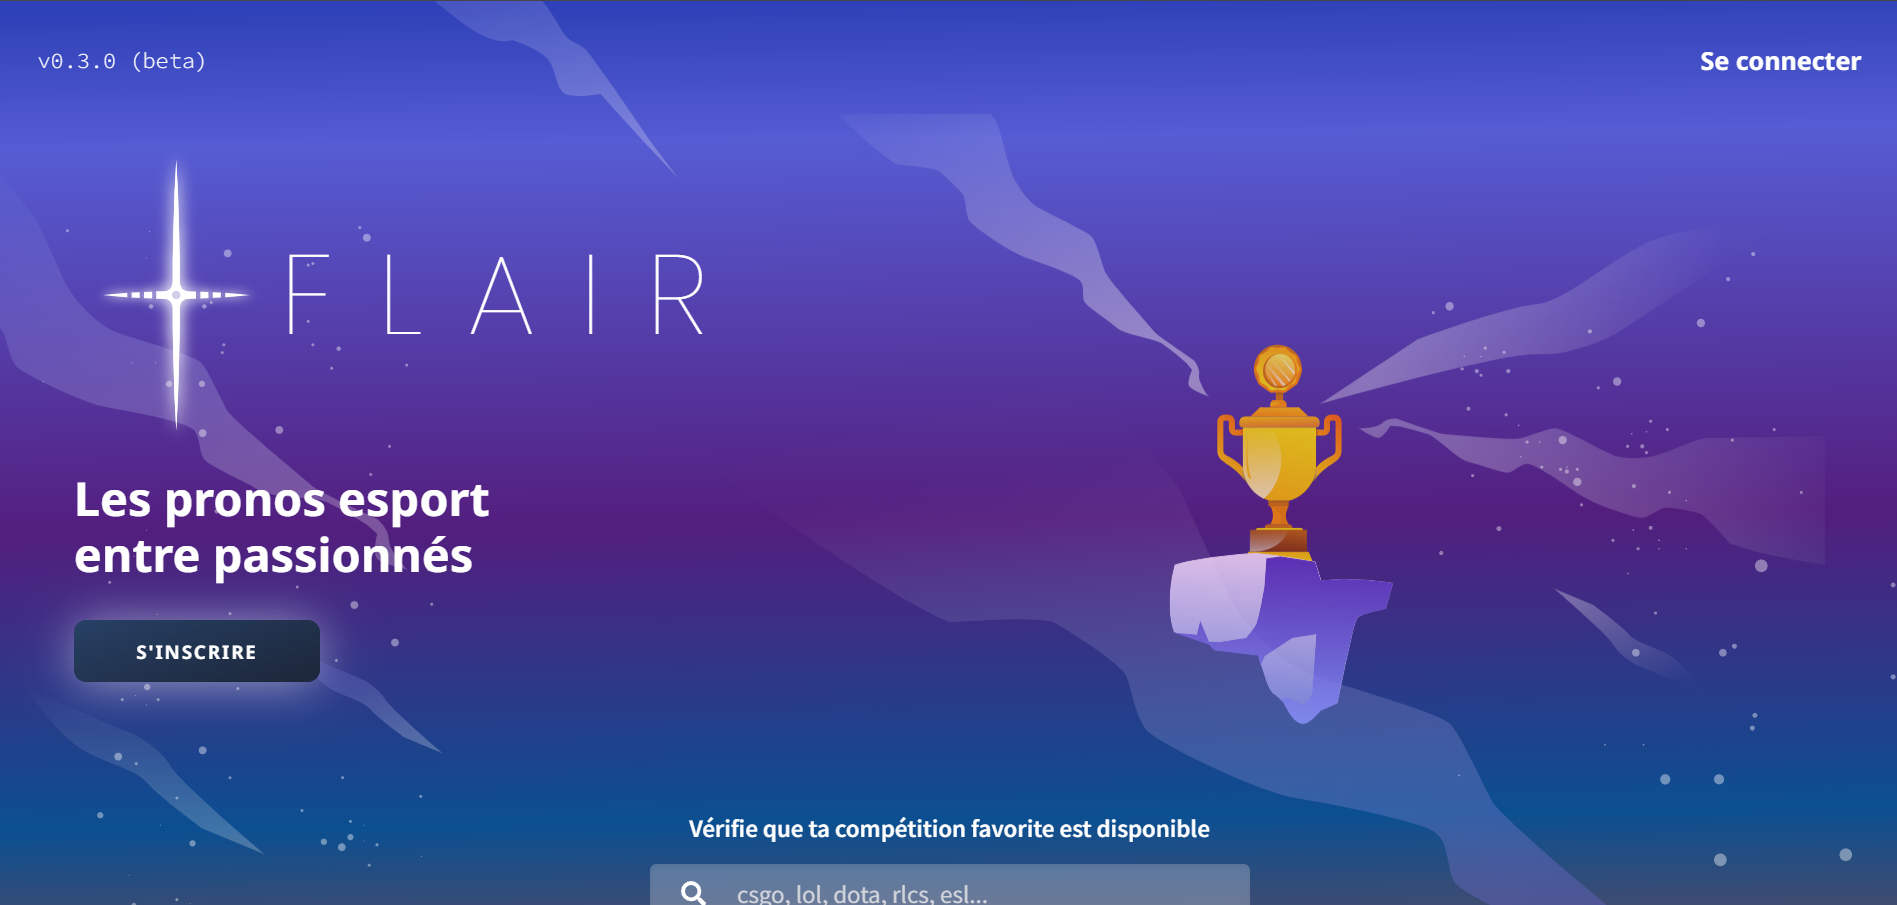 v0.3.0 (beta)
Se connecter
FLAIR
Les pronos esport
entre passionnés
S'INSCRIRE
Vérifie que ta compétition favorite est disponible
csgo, lol, dota, rlcs, esl...